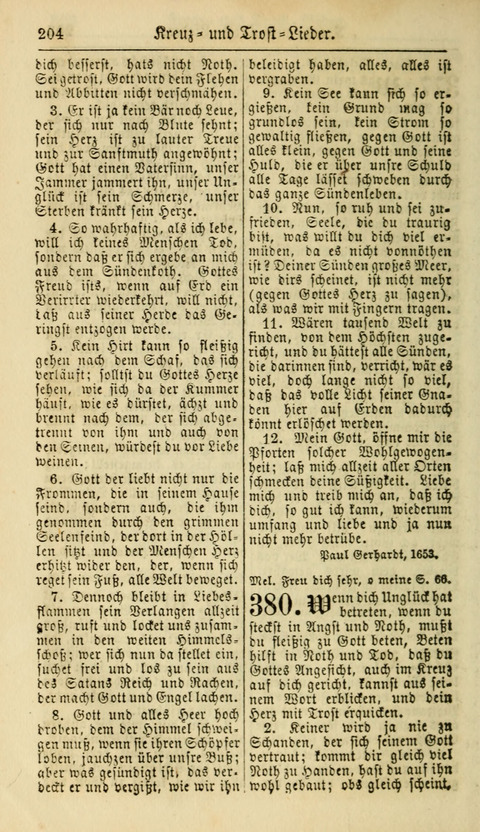 204 Kreuz- und Trost-Lieder.
dich besserst, hats nicht Noth.
Sei getrost, Gott wird dein Flehen
und Abbitten nicht verschmähen.
3. Er ist ja kein Bär noch Leue,
der sich nur nach Blute sehnt;
sein Herz ist zu lauter Treue
und zur Sanftmuth angewöhnt;
Gott hat einen Vatersinn, unser
Jammer jammert ihn, unser Un-
glück ist sein Schmerze, unser
Sterben kränkt sein Herze.
4. So wahrhaftig, als ich lebe,
will ich keines Menschen Tod,
sondern daß er sich ergebe an mich
aus dem Sündenkoth. Gottes
Freud ists, wenn auf Erd ein
Verirrter wiederkehrt, will nicht,
daß aus seiner Heerde das Ge-
ringst entzogen werde.
5. Kein Hirt kann so fleißig
gehen nach dem Schaf, das sich
verläuft; solltst du Gottes Herze
sehen, wie sich da der Kummer
häuft, wie es dürstet, ächzt und
brennt nach dem, der sich abge-
trennt von ihm und auch von
den Seinen, würdest du vor Liebe
weinen.
6. Gott der liebt nicht nur die
Frommen, die in seinem Hause
seind, sondern auch, die ihm
genommen durch den grimmen
Seelenfeind, der dort in der Höl-
len sitzt und der Menschen Herz
erhitzt wider den, der, wenn sich
reget sein Fuß, alle Welt beweget.
7. Dennoch bleibt in Liebes-
flammen sein Verlangen allzeit
groß, ruft und locket uns zusam-
men in den weiten Himmels-
schoß; wer sich nun da stellet ein,
suchet frei und los zu sein aus
des Satans Reich und Rachen,
der macht Gott und Engel lachen.
8. Gott und alles Heer hoch
droben, dem der Himmel schwei-
gen muß, wenn sie ihren Schöpfer
loben, jauchzen über unsre Buß;
aber was gesündigt ist, das ver-
deckt er und vergißt, wie wir ihn
beleidigt haben, alles, alles ist
vergraben.
9. Kein See kann sich so er-
gießen, kein Grund mag so
grundlos sein, kein Strom so
gewaltig fließen, gegen Gott ist
alles klein, gegen Gott und seine
Huld, die er über unsre Schuld
alle Tage lässet schweben durch
das ganze Sündenleben.
10. Nun, so ruh und sei zu-
frieden, Seele, die du traurig
bist, was willt du dich viel er-
müden, da es nicht vonnöthen
ist? Deiner Sünden großes Meer,
wie dirs scheinet, ist nicht mehr
(gegen Gottes Herz zu sagen),
als was wir mit Fingern tragen.
11. Wären tausend Welt zu
finden, von dem Höchsten zuge-
richt, und du hättest alle Sünden,
die darinnen sind, verricht, wär es
viel, doch lange nicht so viel,
daß das volle Licht seiner Gna-
den hier auf Erden dadurch
könnt erlöschet werden.
12. Mein Gott, öffne mir die
Pforten solcher Wohlgewogen-
heit; laß mich allzeit aller Orten
schmecken deine Süßigkeit. Liebe
mich und treib mich an, daß ich
dich, so gut ich kann, wiederum
umfang und liebe und ja nun
nicht mehr betrübe.
Paul Gerhardt, 1653.
Mel. Freu dich sehr, o meine S. 66.
380. Wenn dich Unglück hat
betreten, wenn du
steckst in Angst und Noth, mußt
du fleißig zu Gott beten, Beten
hilft in Noth und Tod, daß du
Gottes Angesicht, auch im Kreuz
auf dich gericht, kannst aus sei-
nem Wort erblicken, und dein
Herz mit Trost erquicken.
2. Keiner wird ja nie zu
Schanden, der sich seinem Gott
vertraut; kommt dir gleich viel
Noth zu Handen, hast du auf ihn
wohl gebaut; obs gleich scheint,